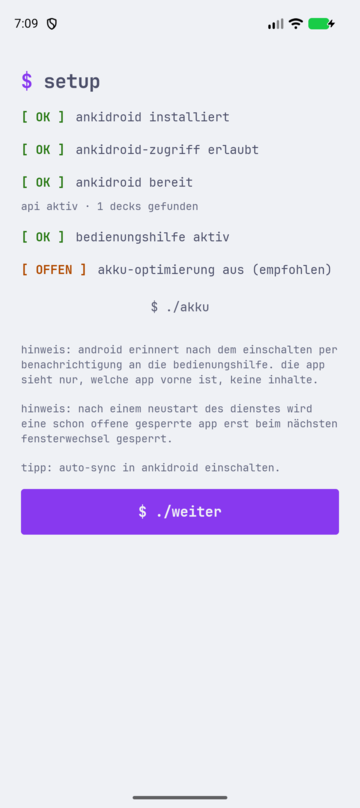 7:09
$ setup
[ OK ] ankidroid installiert
[ OK ] ankidroid-zugriff erlaubt
[ OK ] ankidroid bereit
api aktiv · 1 decks gefunden
[ OK ] bedienungshilfe aktiv
[ OFFEN ] akku-optimierung aus (empfohlen)
$ ./akku
hinweis: android erinnert nach dem einschalten per
benachrichtigung an die bedienungshilfe. die app
sieht nur, welche app vorne ist, keine inhalte.
hinweis: nach einem neustart des dienstes wird
eine schon offene gesperrte app erst beim nächsten
fensterwechsel gesperrt.
tipp: auto-sync in ankidroid einschalten.
$ ./weiter